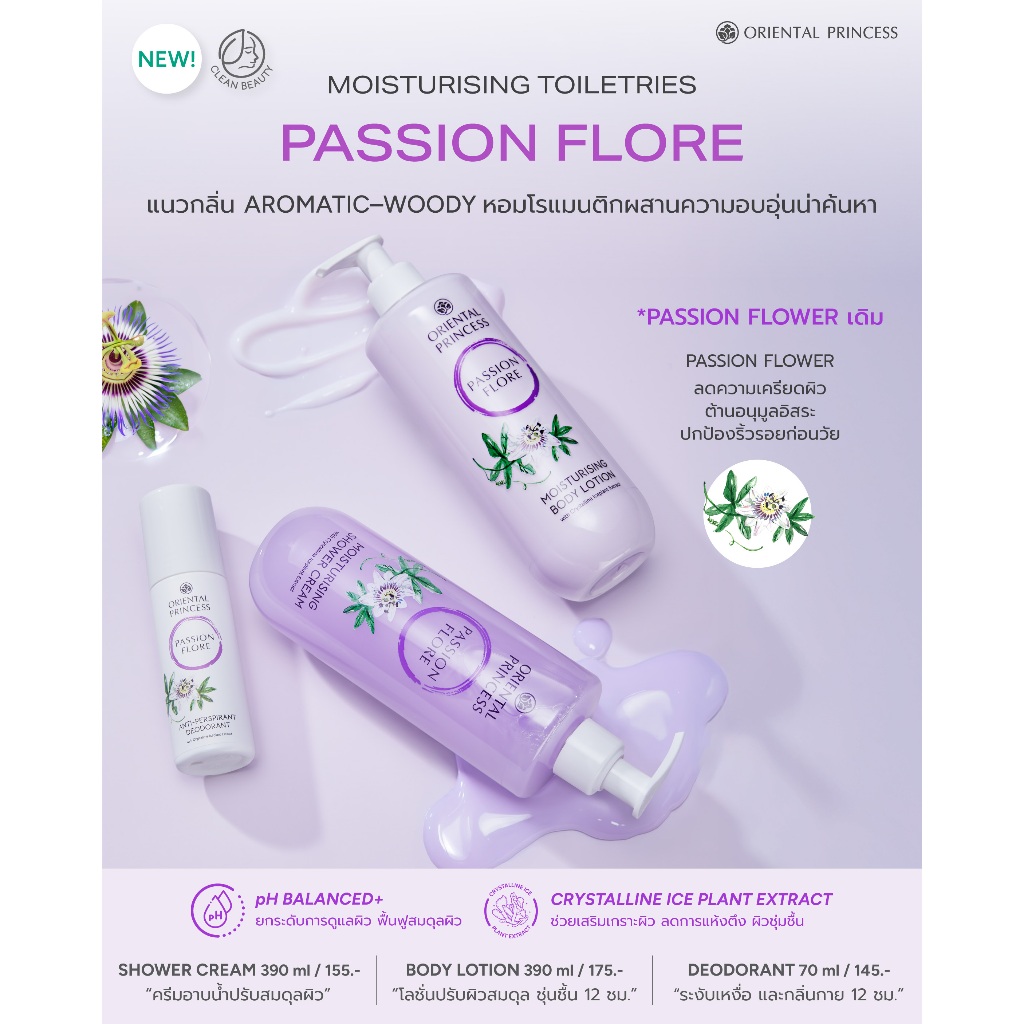 NEW!
CLEAN BEAUTY
ORIENTAL PRINCESS
MOISTURISING TOILETRIES
PASSION FLORE
แนวกลิ่น AROMATIC–WOODY หอมโรแมนติกผสานความอบอุ่นน่าค้นหา
*PASSION FLOWER เดิม
PASSION FLOWER
ลดความเครียดผิว
ต้านอนุมูลอิสระ
ปกป้องริ้วรอยก่อนวัย
ORIENTAL
PRINCESS
PASSION
FLORE
MOISTURISING
BODY LOTION
ORIENTAL
PRINCESS
PASSION
FLORE
MOISTURISING
SHOWER CREAM
ORIENTAL
PRINCESS
PASSION
FLORE
ANTI-PERSPIRANT
DEODORANT
pH
pH BALANCED+
ยกระดับการดูแลผิว ฟื้นฟูสมดุลผิว
CRYSTALLINE ICE
PLANT EXTRACT
CRYSTALLINE ICE PLANT EXTRACT
ช่วยเสริมเกราะผิว ลดการแห้งตึง ผิวชุ่มชื้น
SHOWER CREAM 390 ml / 155.-
“ครีมอาบน้ำปรับสมดุลผิว”
BODY LOTION 390 ml / 175.-
“โลชั่นปรับผิวสมดุล ชุ่มชื้น 12 ชม.”
DEODORANT 70 ml / 145.-
“ระงับเหงื่อ และกลิ่นกาย 12 ชม.”